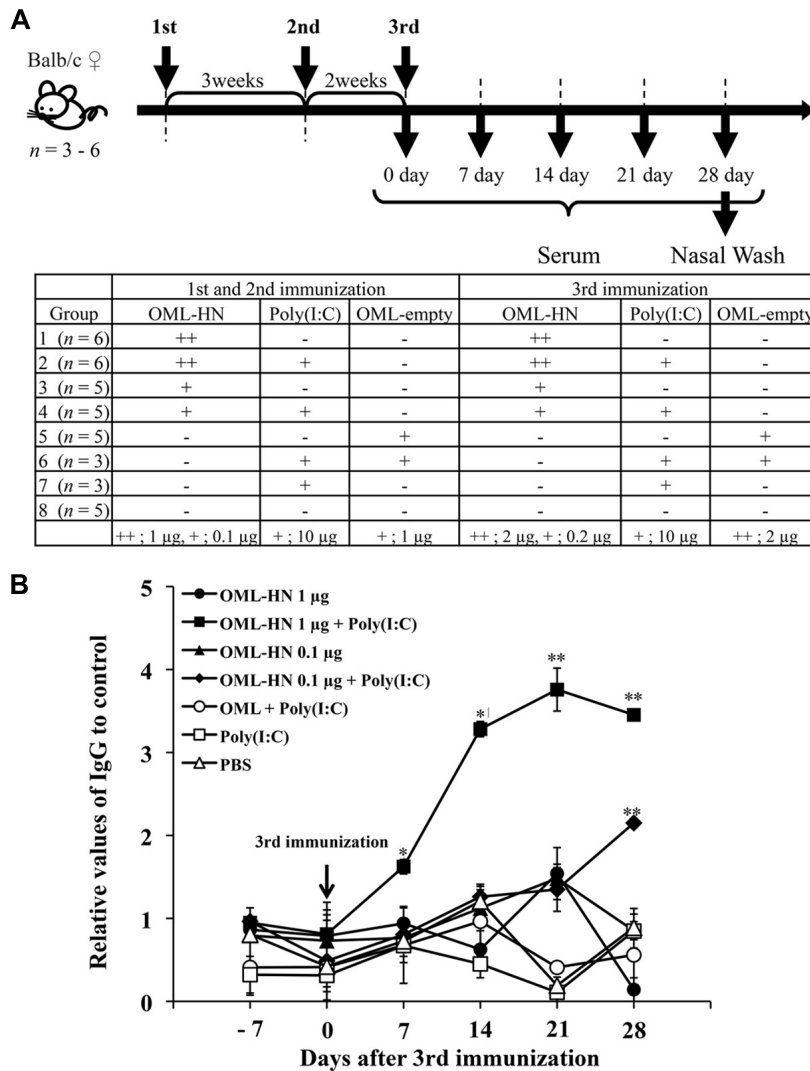 A
1st 2nd 3rd
Balb/c ♀
3weeks 2weeks
n = 3 - 6
0 day 7 day 14 day 21 day 28 day
Serum Nasal Wash
1st and 2nd immunization 3rd immunization
Group OML-HN Poly(I:C) OML-empty OML-HN Poly(I:C) OML-empty
1 (n = 6) ++ - - ++ - -
2 (n = 6) ++ + - ++ + -
3 (n = 5) + - - + - -
4 (n = 5) + + - + + -
5 (n = 5) - - + - - +
6 (n = 3) - + + - + +
7 (n = 3) - + - - + -
8 (n = 5) - - - - - -
++ ; 1 µg, + ; 0.1 µg + ; 10 µg + ; 1 µg ++ ; 2 µg, + ; 0.2 µg + ; 10 µg ++ ; 2 µg
B
Relative values of IgG to control
5
4
3
2
1
0
OML-HN 1 µg
OML-HN 1 µg + Poly(I:C)
OML-HN 0.1 µg
OML-HN 0.1 µg + Poly(I:C)
OML + Poly(I:C)
Poly(I:C)
PBS
**
**
*
**
*
3rd immunization
- 7 0 7 14 21 28
Days after 3rd immunization